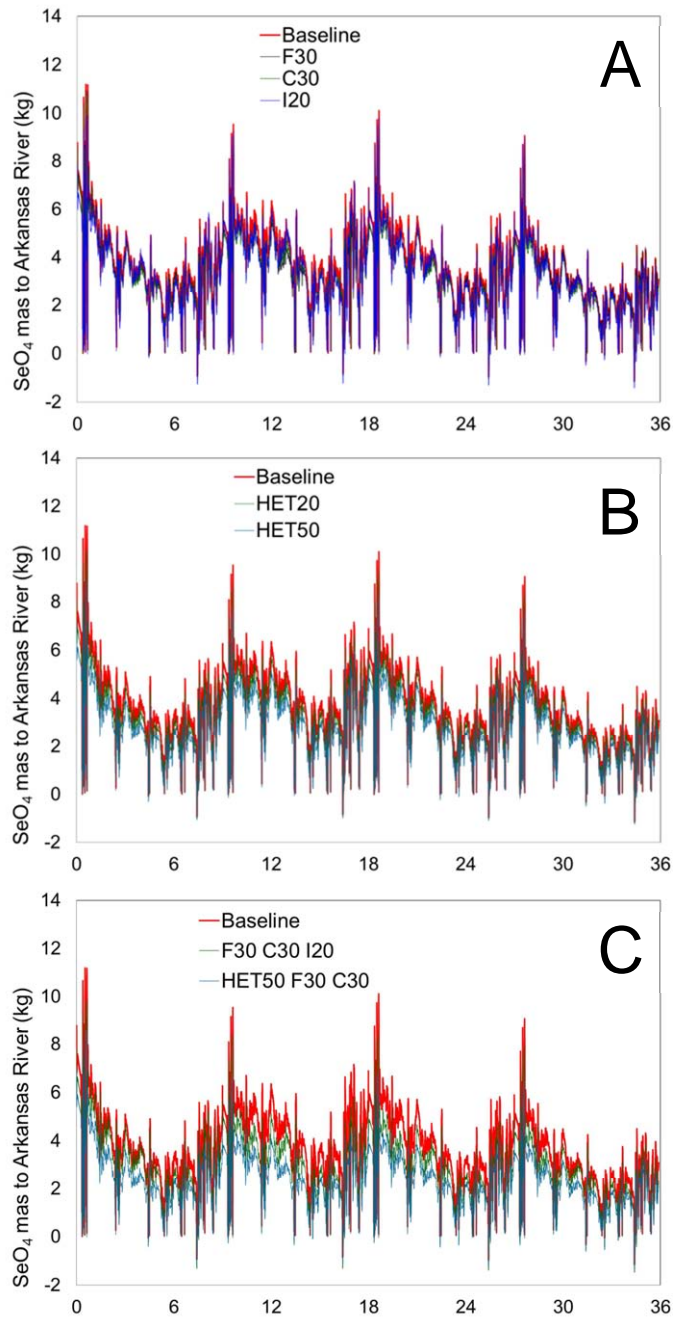 14
12
10
8
6
4
2
0
-2
SeO4 mas to Arkansas River (kg)
Baseline
F30
C30
I20
A
0 6 12 18 24 30 36
14
12
10
8
6
4
2
0
-2
SeO4 mas to Arkansas River (kg)
Baseline
HET20
HET50
B
0 6 12 18 24 30 36
14
12
10
8
6
4
2
0
-2
SeO4 mas to Arkansas River (kg)
Baseline
F30 C30 I20
HET50 F30 C30
C
0 6 12 18 24 30 36